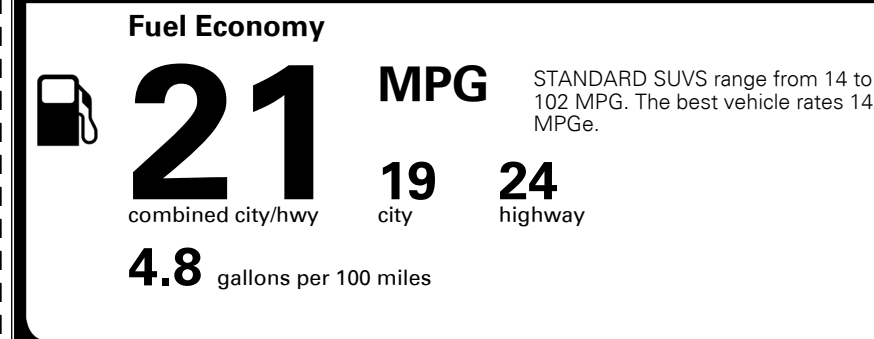 Fuel Economy
21
MPG
STANDARD SUVS range from 14 to
102 MPG. The best vehicle rates
MPGe.
19
24
combined city/hwy
city
highway
4.8 gallons per 100 miles